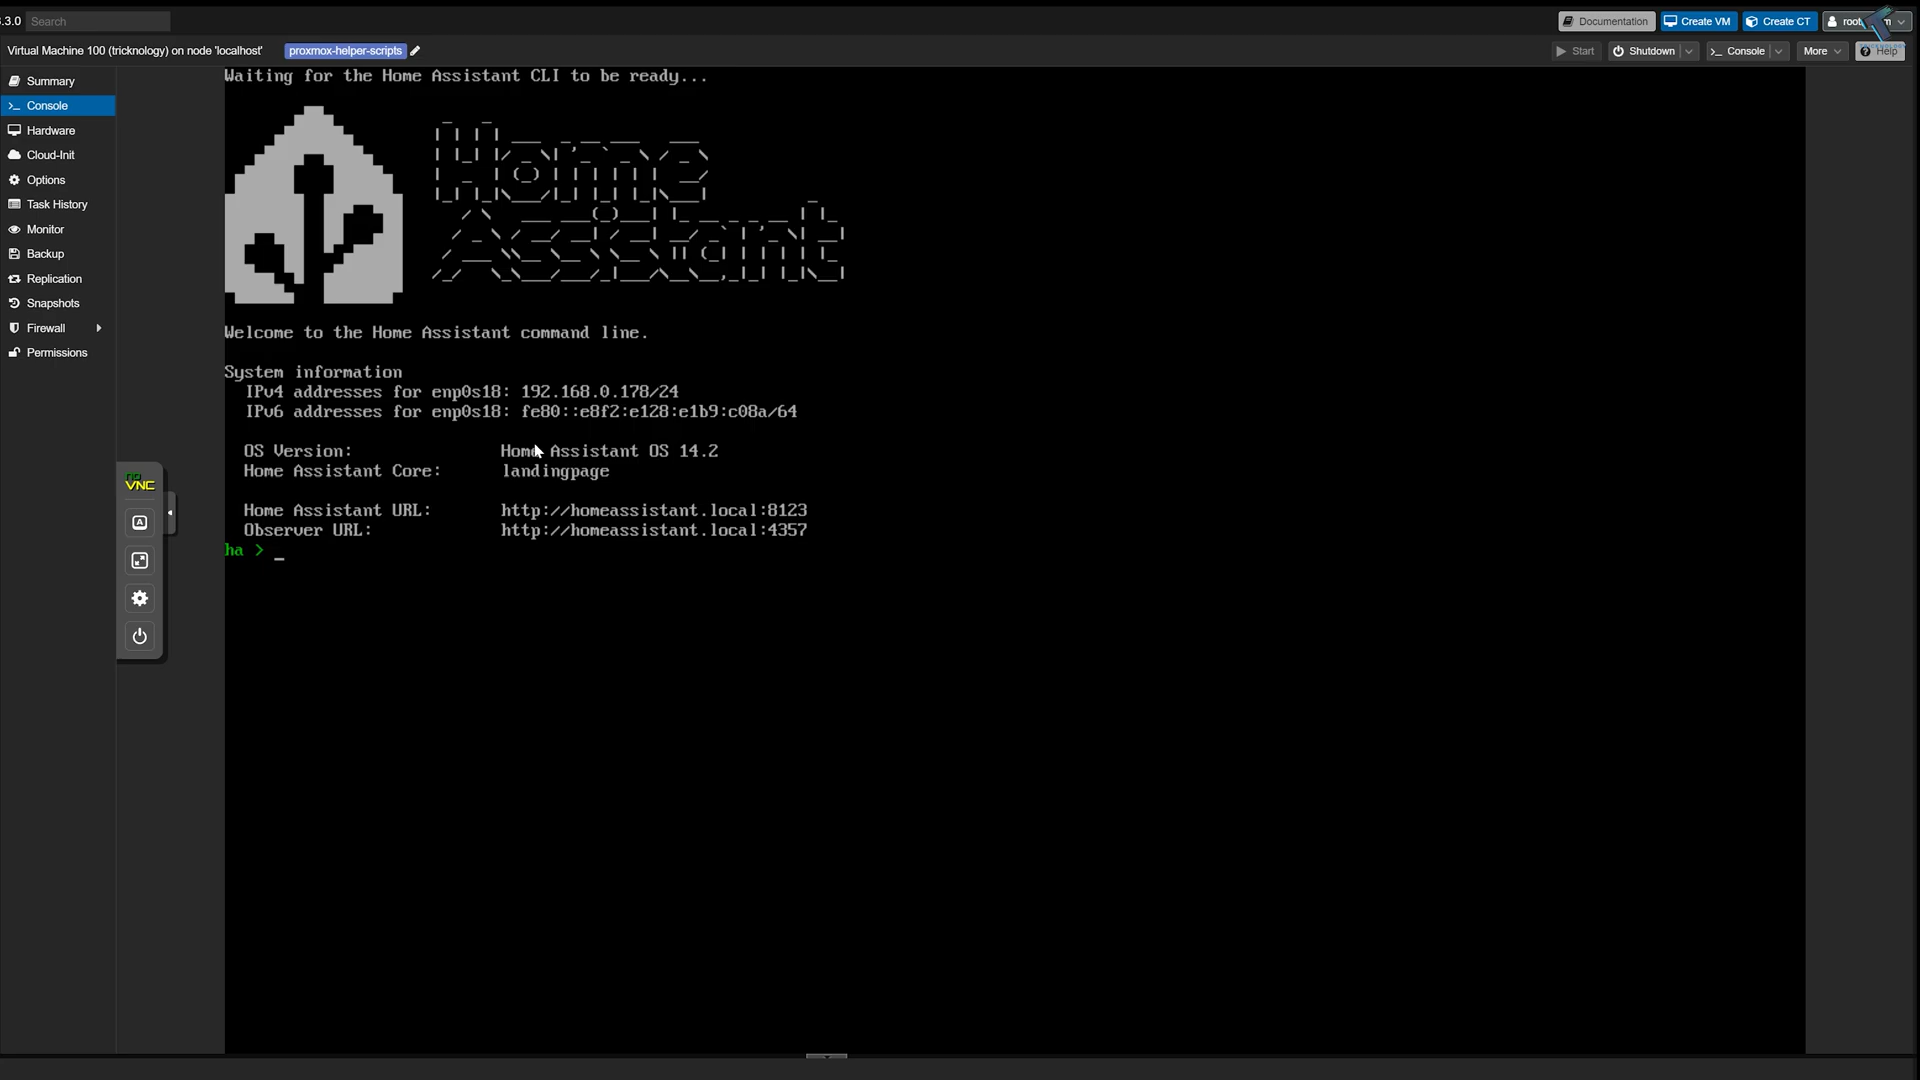 .3.0 Search Documentation Create VM Create CT root
Virtual Machine 100 (tricknology) on node 'localhost' proxmox-helper-scripts Start Shutdown Console More Help
Summary
Console
Hardware
Cloud-Init
Options
Task History
Monitor
Backup
Replication
Snapshots
Firewall
Permissions
no
VNC
A
Waiting for the Home Assistant CLI to be ready...
Home
Assistant
Welcome to the Home Assistant command line.
System information
IPv4 addresses for enp0s18: 192.168.0.178/24
IPv6 addresses for enp0s18: fe80::e8f2:e128:e1b9:c08a/64
OS Version: Home Assistant OS 14.2
Home Assistant Core: landingpage
Home Assistant URL: http://homeassistant.local:8123
Observer URL: http://homeassistant.local:4357
ha > _